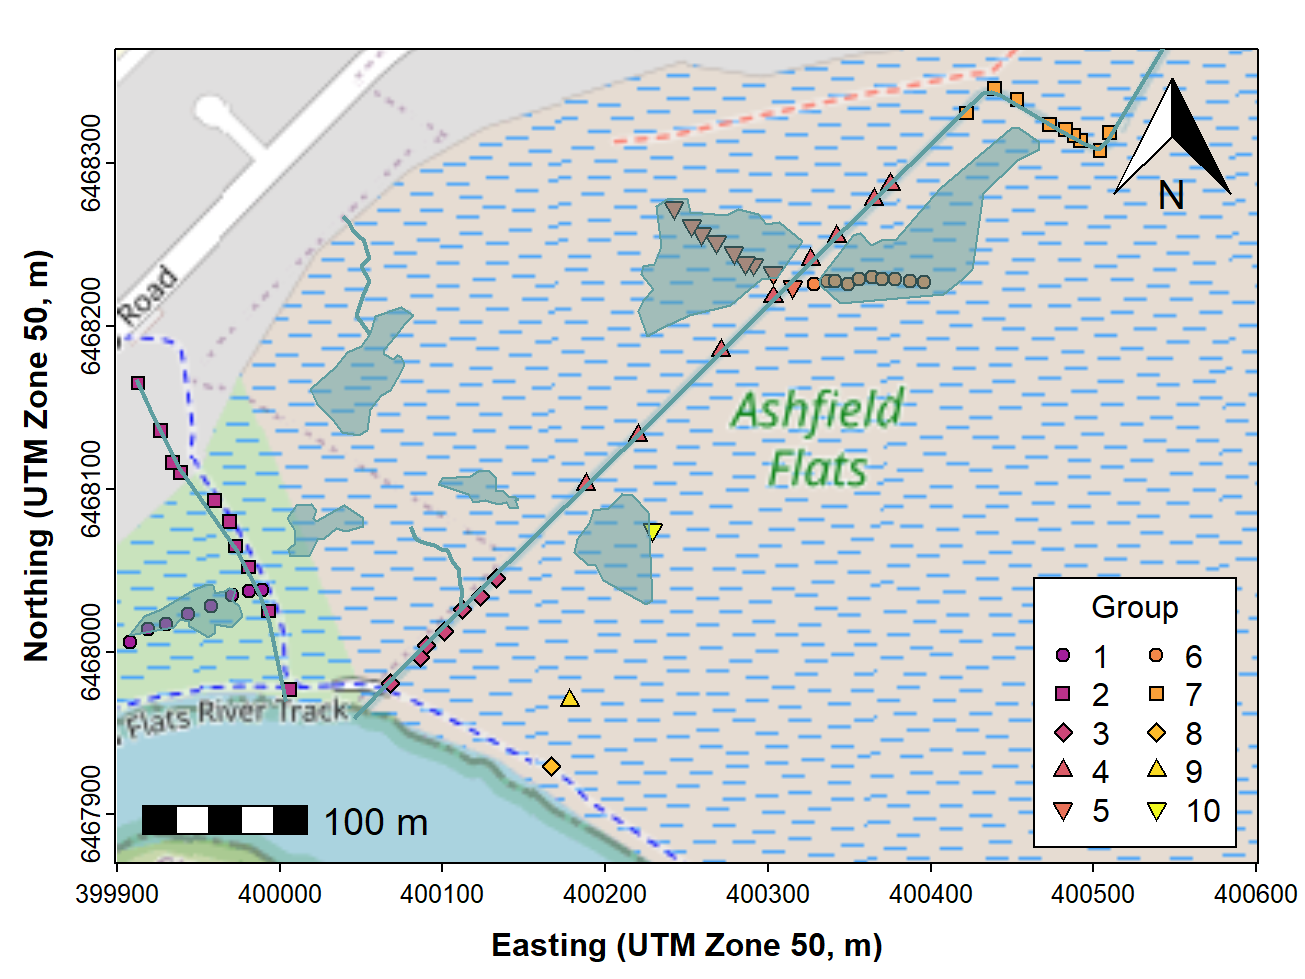 Northing (UTM Zone 50, m)
6468300
6468200
6468100
6468000
6467900
Road
N
Ashfield
Flats
Flats River Track
100 m
Group
1 6
2 7
3 8
4 9
5 10
399900 400000 400100 400200 400300 400400 400500 400600
Easting (UTM Zone 50, m)